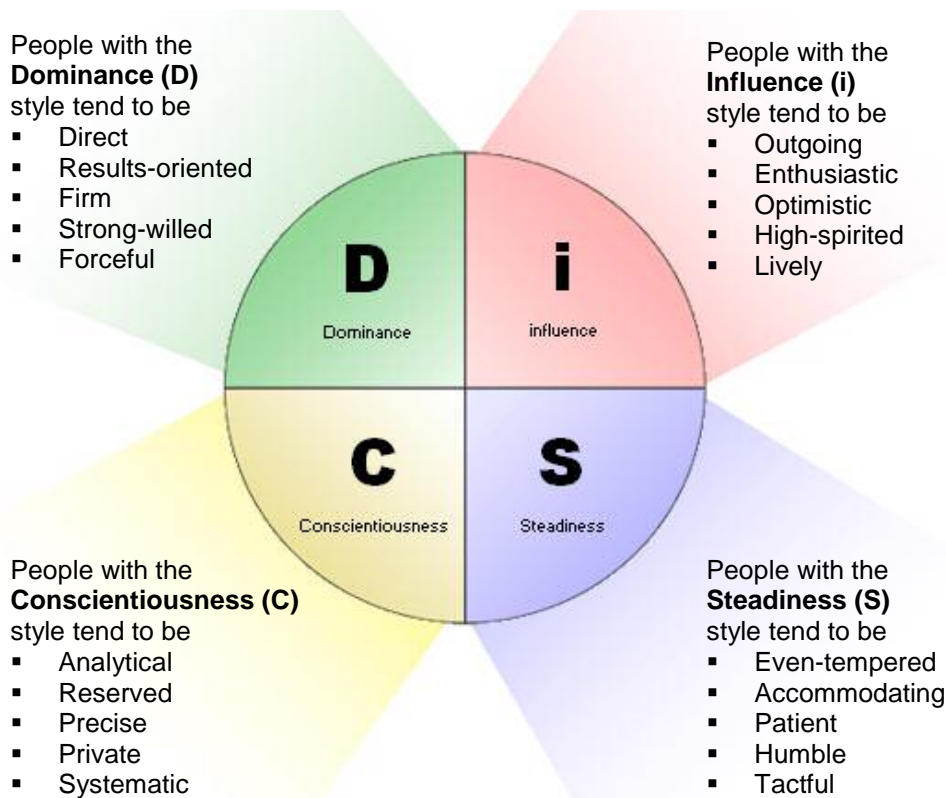 People with the
Dominance (D)
style tend to be
▪ Direct
▪ Results-oriented
▪ Firm
▪ Strong-willed
▪ Forceful
People with the
Influence (i)
style tend to be
▪ Outgoing
▪ Enthusiastic
▪ Optimistic
▪ High-spirited
▪ Lively
D
Dominance
i
influence
C
Conscientiousness
S
Steadiness
People with the
Conscientiousness (C)
style tend to be
▪ Analytical
▪ Reserved
▪ Precise
▪ Private
▪ Systematic
People with the
Steadiness (S)
style tend to be
▪ Even-tempered
▪ Accommodating
▪ Patient
▪ Humble
▪ Tactful